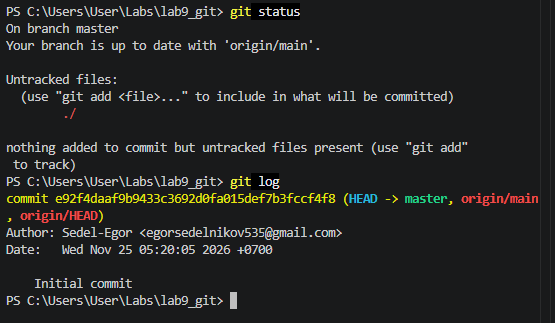 PS C:\Users\User\Labs\lab9_git> git status
On branch master
Your branch is up to date with 'origin/main'.

Untracked files:
  (use "git add <file>..." to include in what will be committed)
        ./

nothing added to commit but untracked files present (use "git add"
 to track)
PS C:\Users\User\Labs\lab9_git> git log
commit e92f4daaf9b9433c3692d0fa015def7b3fccf4f8 (HEAD -> master, origin/main
, origin/HEAD)
Author: Sedel-Egor <egorsedelnikov535@gmail.com>
Date:   Wed Nov 25 05:20:05 2026 +0700

    Initial commit
PS C:\Users\User\Labs\lab9_git>